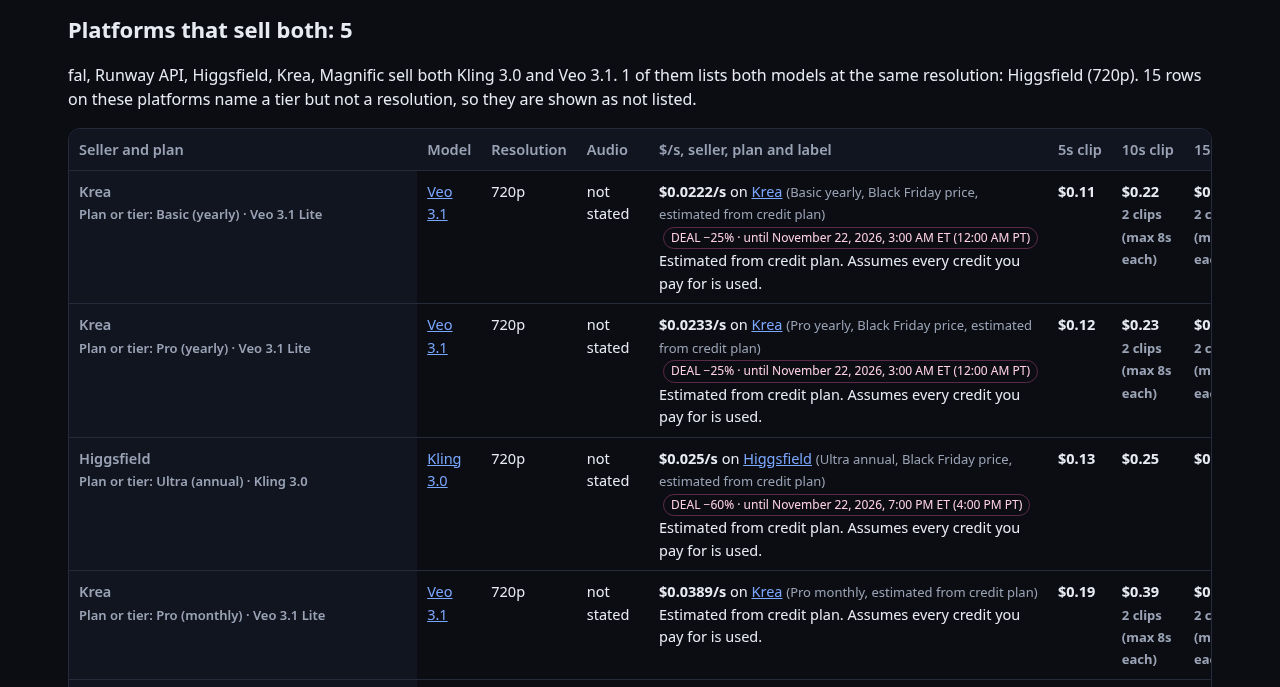 Platforms that sell both: 5
fal, Runway API, Higgsfield, Krea, Magnific sell both Kling 3.0 and Veo 3.1. 1 of them lists both models at the same resolution: Higgsfield (720p). 15 rows
on these platforms name a tier but not a resolution, so they are shown as not listed.
Seller and plan Model Resolution Audio $/s, seller, plan and label 5s clip 10s clip 15
Krea
Plan or tier: Basic (yearly) · Veo 3.1 Lite
Veo
3.1
720p
not
stated
$0.0222/s on Krea (Basic yearly, Black Friday price,
estimated from credit plan)
DEAL −25% · until November 22, 2026, 3:00 AM ET (12:00 AM PT)
Estimated from credit plan. Assumes every credit you
pay for is used.
$0.11
$0.22
2 clips
(max 8s
each)
Krea
Plan or tier: Pro (yearly) · Veo 3.1 Lite
Veo
3.1
720p
not
stated
$0.0233/s on Krea (Pro yearly, Black Friday price, estimated
from credit plan)
DEAL −25% · until November 22, 2026, 3:00 AM ET (12:00 AM PT)
Estimated from credit plan. Assumes every credit you
pay for is used.
$0.12
$0.23
2 clips
(max 8s
each)
Higgsfield
Plan or tier: Ultra (annual) · Kling 3.0
Kling
3.0
720p
not
stated
$0.025/s on Higgsfield (Ultra annual, Black Friday price,
estimated from credit plan)
DEAL −60% · until November 22, 2026, 7:00 PM ET (4:00 PM PT)
Estimated from credit plan. Assumes every credit you
pay for is used.
$0.13
$0.25
Krea
Plan or tier: Pro (monthly) · Veo 3.1 Lite
Veo
3.1
720p
not
stated
$0.0389/s on Krea (Pro monthly, estimated from credit plan)
Estimated from credit plan. Assumes every credit you
pay for is used.
$0.19
$0.39
2 clips
(max 8s
each)